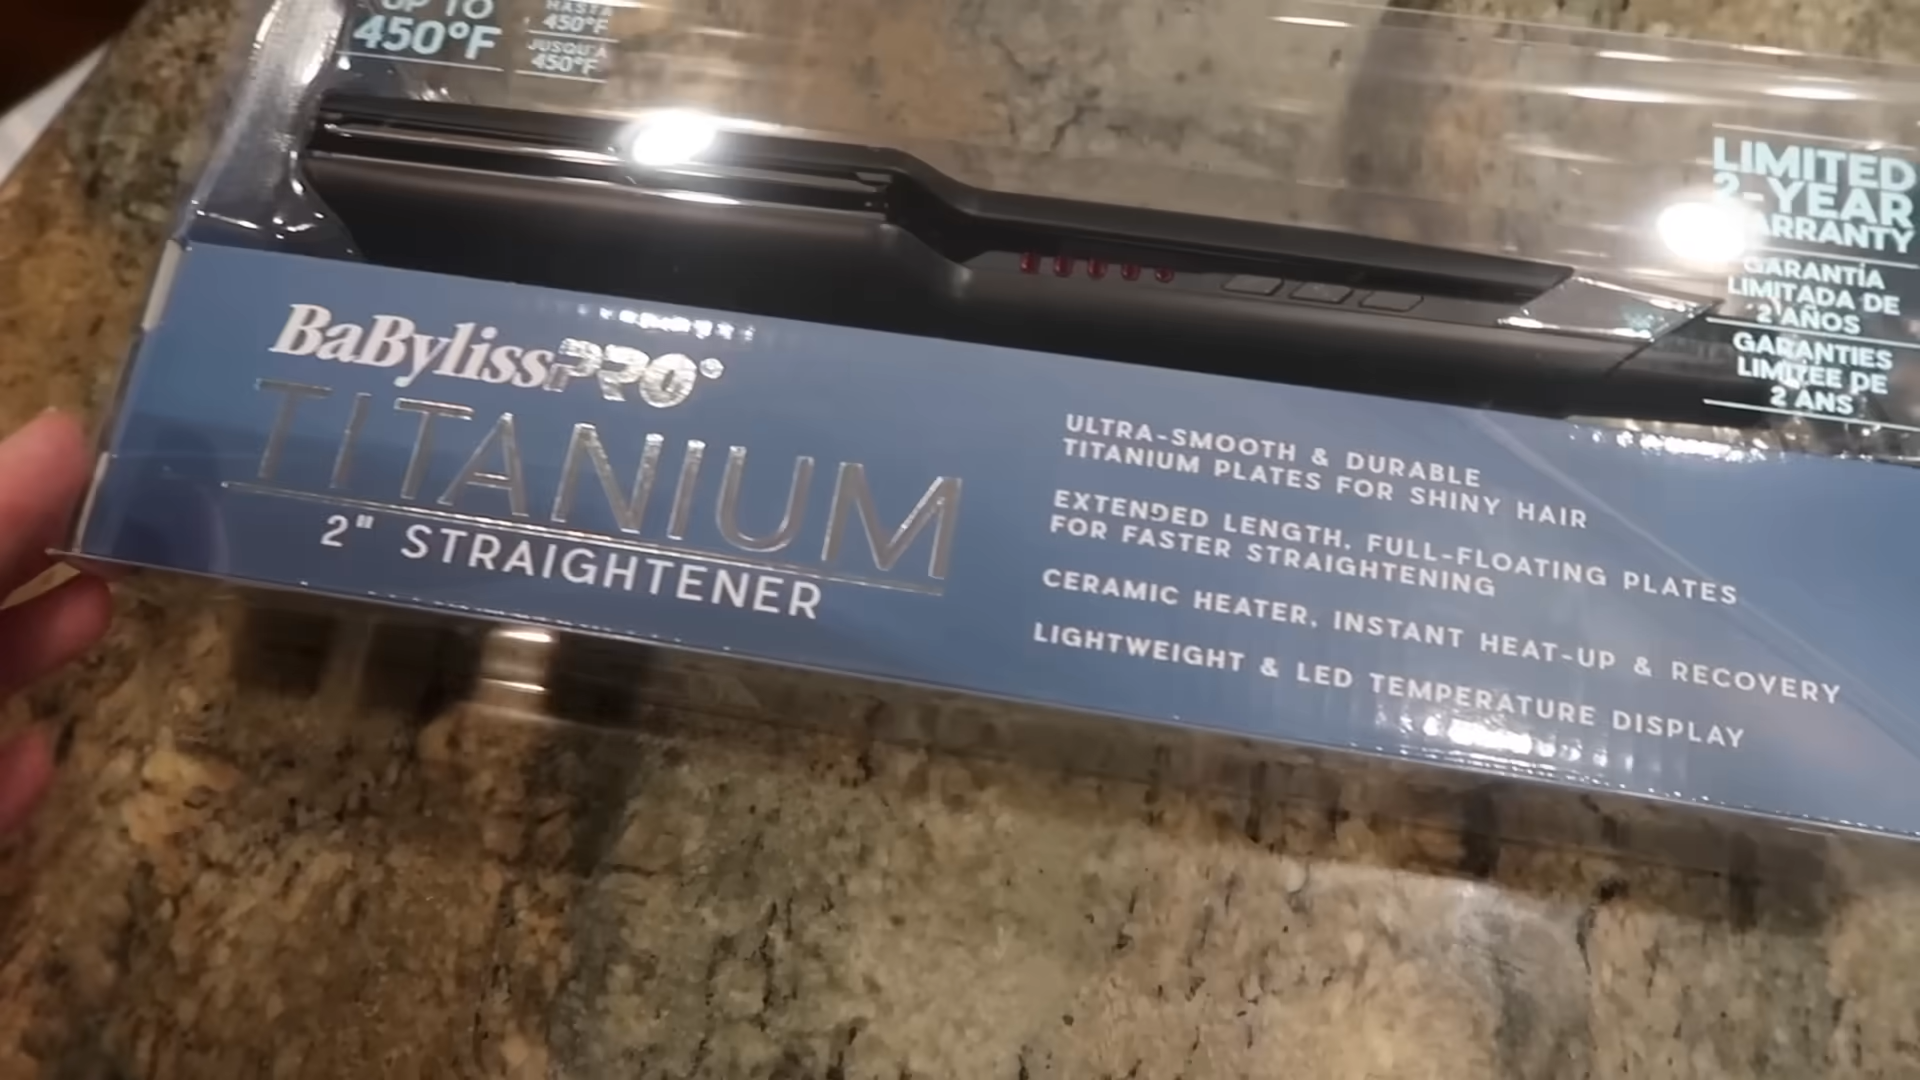 UP TO
450°F
HASTA
450°F
JUSQU'À
450°F
LIMITED
2-YEAR
WARRANTY
GARANTÍA
LIMITADA DE
2 AÑOS
GARANTIES
LIMITÉE DE
2 ANS
BaBylissPRO®
TITANIUM
2" STRAIGHTENER
ULTRA-SMOOTH & DURABLE
TITANIUM PLATES FOR SHINY HAIR
EXTENDED LENGTH, FULL-FLOATING PLATES
FOR FASTER STRAIGHTENING
CERAMIC HEATER, INSTANT HEAT-UP & RECOVERY
LIGHTWEIGHT & LED TEMPERATURE DISPLAY